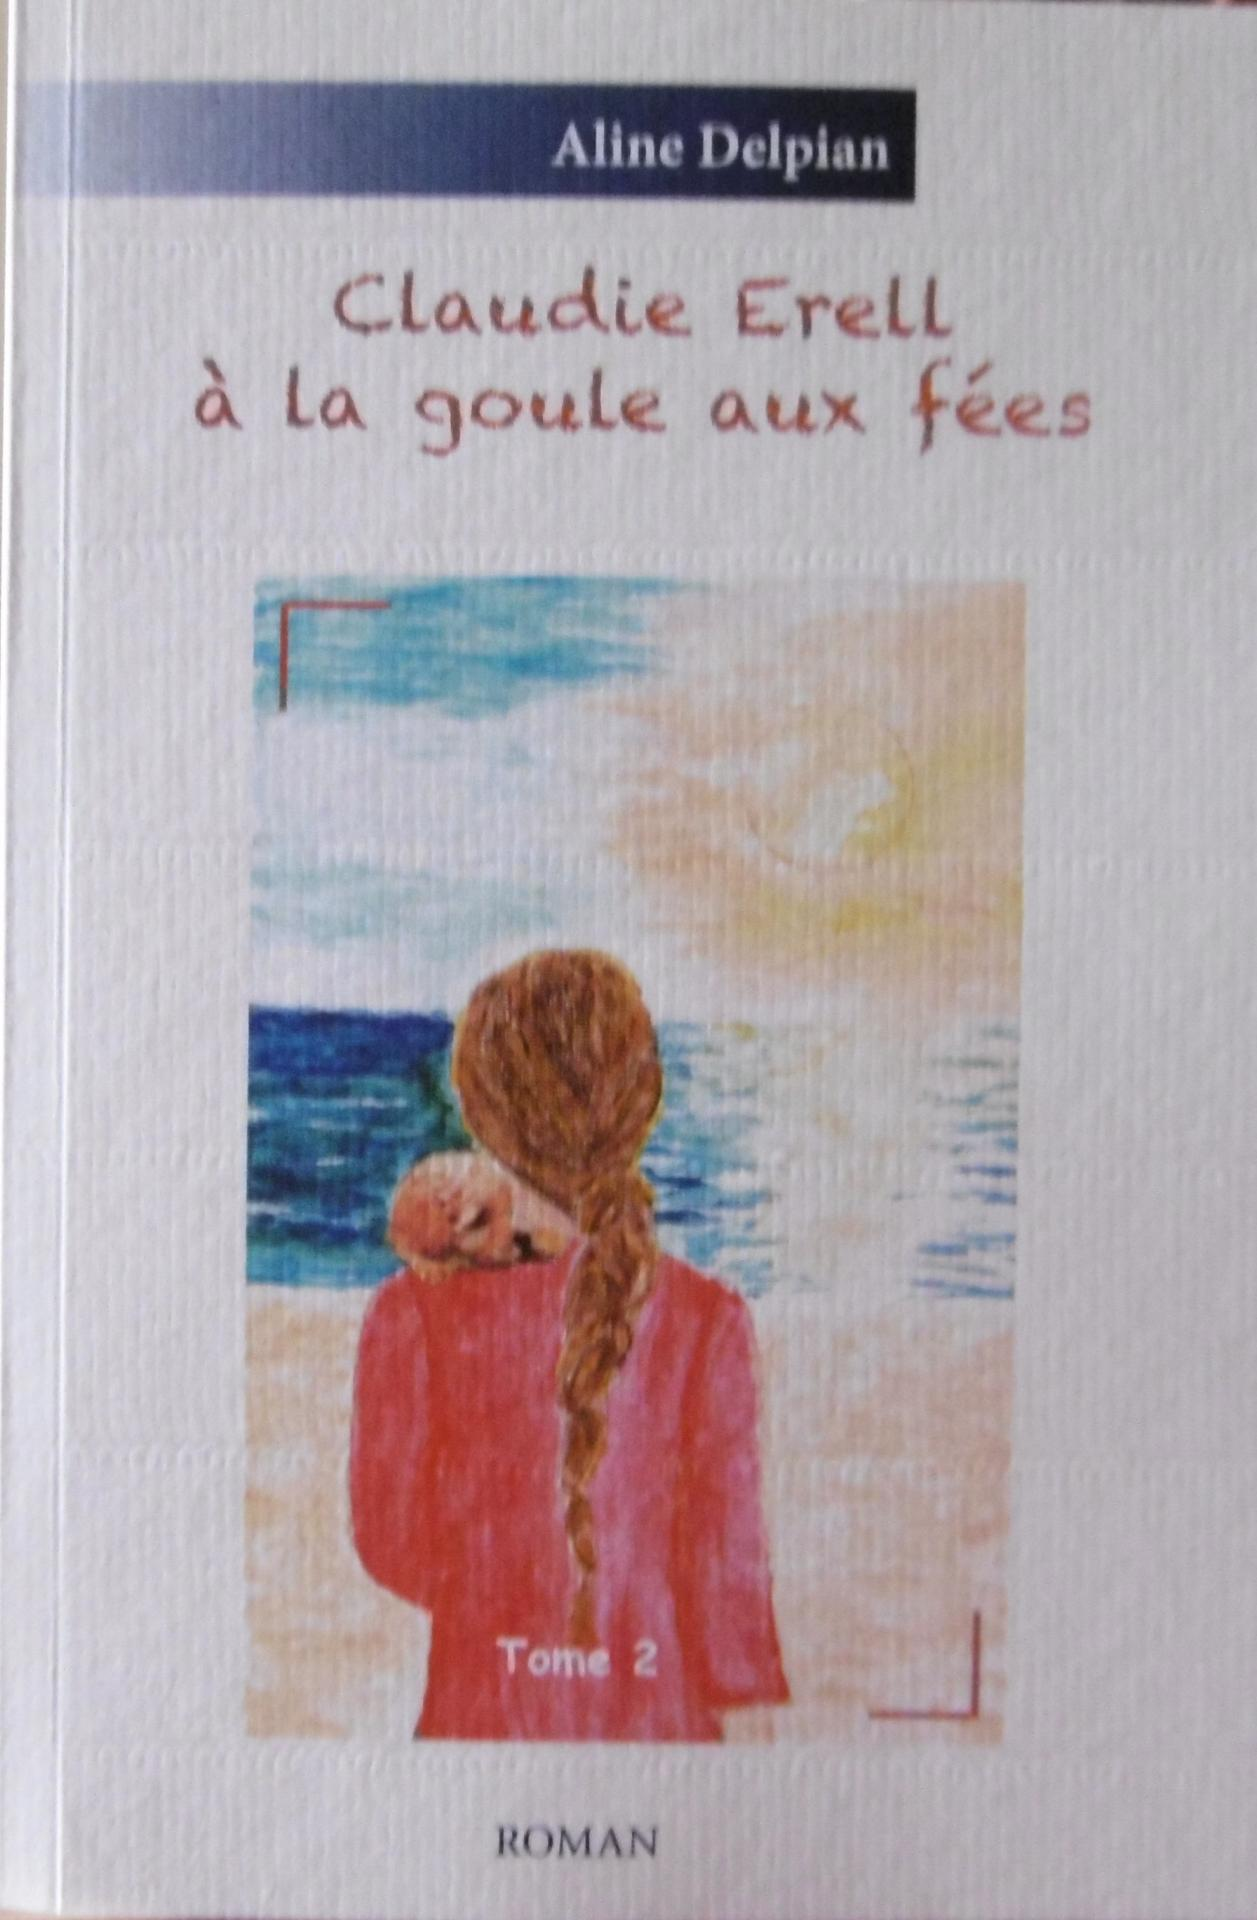 Aline Delpian
Claudie Erell
à la goule aux fées
Tome 2
ROMAN